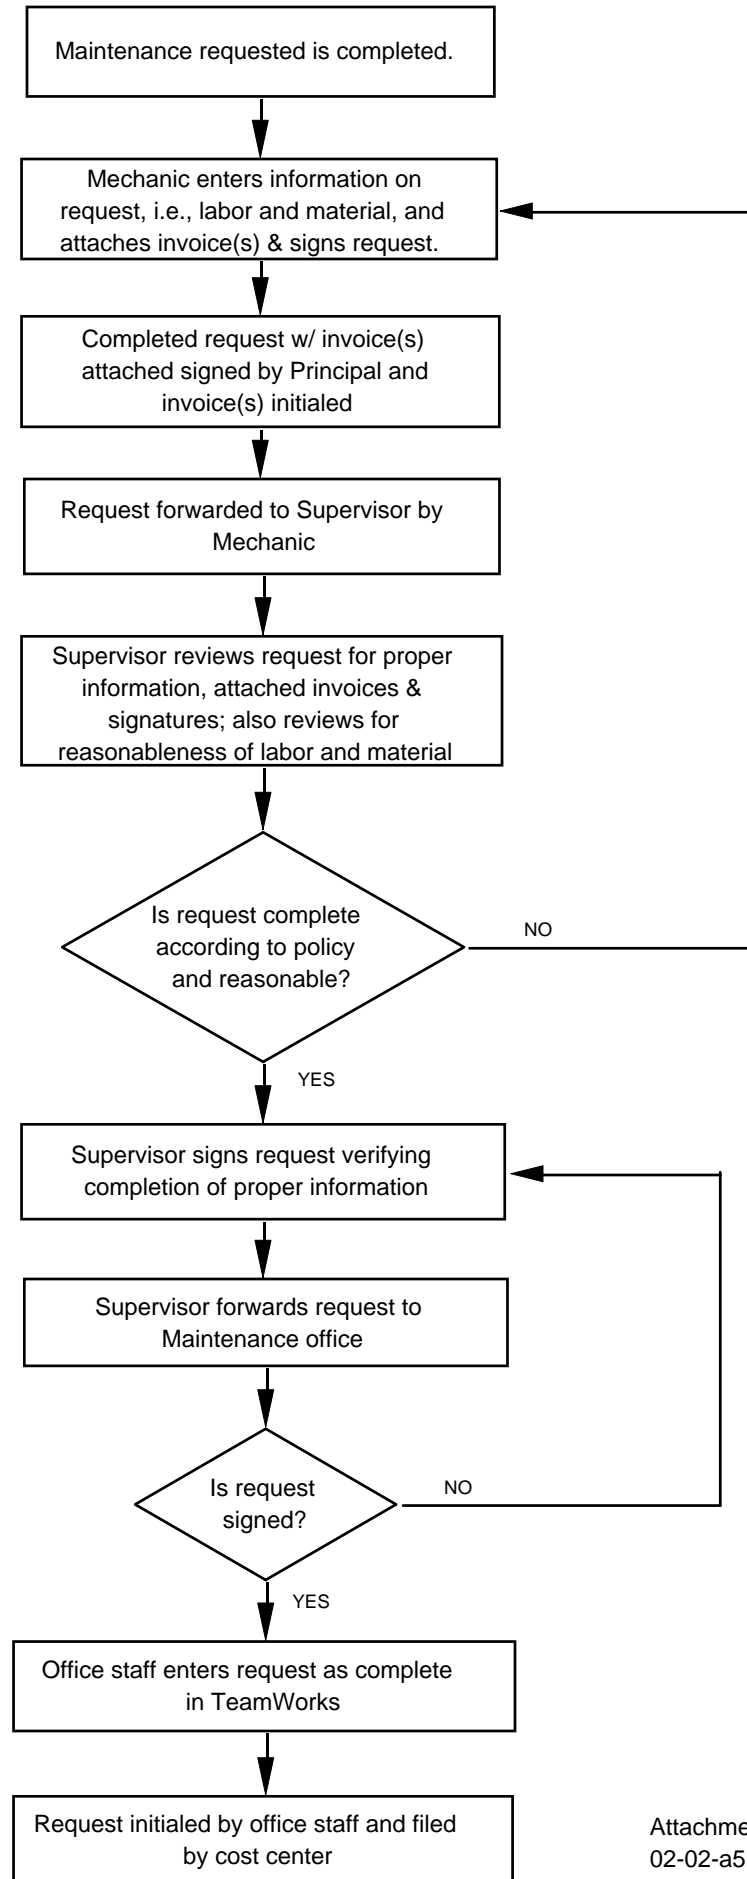 Maintenance requested is completed.
Mechanic enters information on
request, i.e., labor and material, and
attaches invoice(s) & signs request.
Completed request w/ invoice(s)
attached signed by Principal and
invoice(s) initialed
Request forwarded to Supervisor by
Mechanic
Supervisor reviews request for proper
information, attached invoices &
signatures; also reviews for
reasonableness of labor and material
Is request complete
according to policy
and reasonable?
NO
YES
Supervisor signs request verifying
completion of proper information
Supervisor forwards request to
Maintenance office
Is request
signed?
NO
YES
Office staff enters request as complete
in TeamWorks
Request initialed by office staff and filed
by cost center
02-02-a5